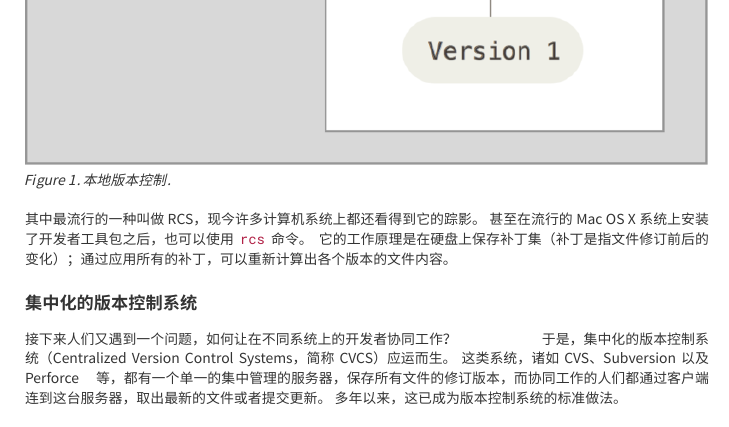 Version 1
Figure 1. 本地版本控制.
其中最流行的一种叫做 RCS，现今许多计算机系统上都还看得到它的踪影。 甚至在流行的 Mac OS X 系统上安装
了开发者工具包之后，也可以使用 rcs 命令。 它的工作原理是在硬盘上保存补丁集（补丁是指文件修订前后的
变化）；通过应用所有的补丁，可以重新计算出各个版本的文件内容。
集中化的版本控制系统
接下来人们又遇到一个问题，如何让在不同系统上的开发者协同工作？ 于是，集中化的版本控制系
统（Centralized Version Control Systems，简称 CVCS）应运而生。 这类系统，诸如 CVS、Subversion 以及
Perforce 等，都有一个单一的集中管理的服务器，保存所有文件的修订版本，而协同工作的人们都通过客户端
连到这台服务器，取出最新的文件或者提交更新。 多年以来，这已成为版本控制系统的标准做法。